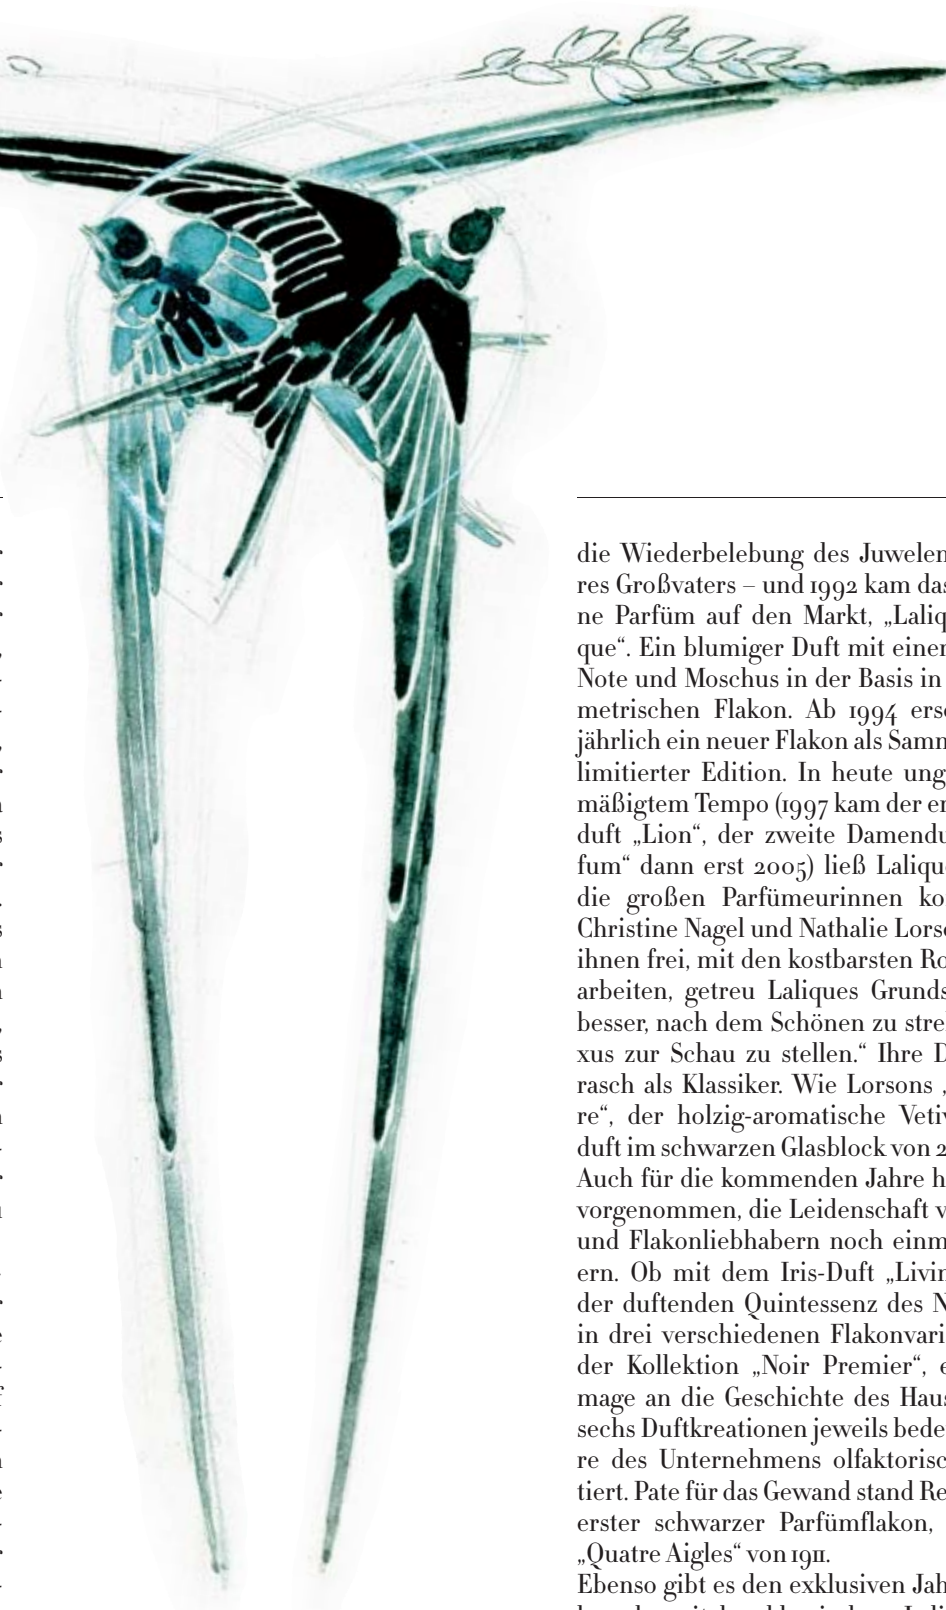 die Wiederbelebung des Juwelen
res Großvaters – und 1992 kam das
ne Parfüm auf den Markt, „Laliq
que“. Ein blumiger Duft mit einer
Note und Moschus in der Basis in
metrischen Flakon. Ab 1994 ers
jährlich ein neuer Flakon als Samm
limitierter Edition. In heute ung
mäßigtem Tempo (1997 kam der er
duft „Lion“, der zweite Damendu
fum“ dann erst 2005) ließ Lalique
die großen Parfümeurinnen ko
Christine Nagel und Nathalie Lors
ihnen frei, mit den kostbarsten Ro
arbeiten, getreu Laliques Grunds
besser, nach dem Schönen zu stre
xus zur Schau zu stellen.“ Ihre D
rasch als Klassiker. Wie Lorsons „
re“, der holzig-aromatische Vetiv
duft im schwarzen Glasblock von 2
Auch für die kommenden Jahre h
vorgenommen, die Leidenschaft v
und Flakonliebhabern noch einm
ern. Ob mit dem Iris-Duft „Livin
der duftenden Quintessenz des N
in drei verschiedenen Flakonvari
der Kollektion „Noir Premier“, e
mage an die Geschichte des Haus
sechs Duftkreationen jeweils bede
re des Unternehmens olfaktorisc
tiert. Pate für das Gewand stand Re
erster schwarzer Parfümflakon,
„Quatre Aigles“ von 1911.
Ebenso gibt es den exklusiven Jah